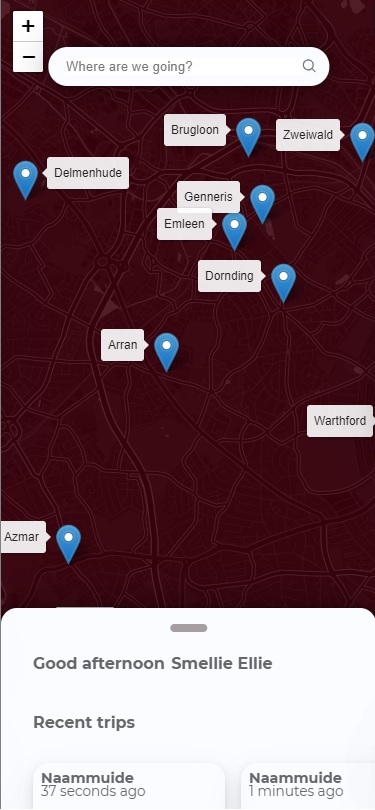 +
−
Where are we going?
Brugloon
Zweiwald
Delmenhude
Genneris
Emleen
Dornding
Arran
Warthford
Azmar
Good afternoon Smellie Ellie
Recent trips
Naammuide
37 seconds ago
Naammuide
1 minutes ago